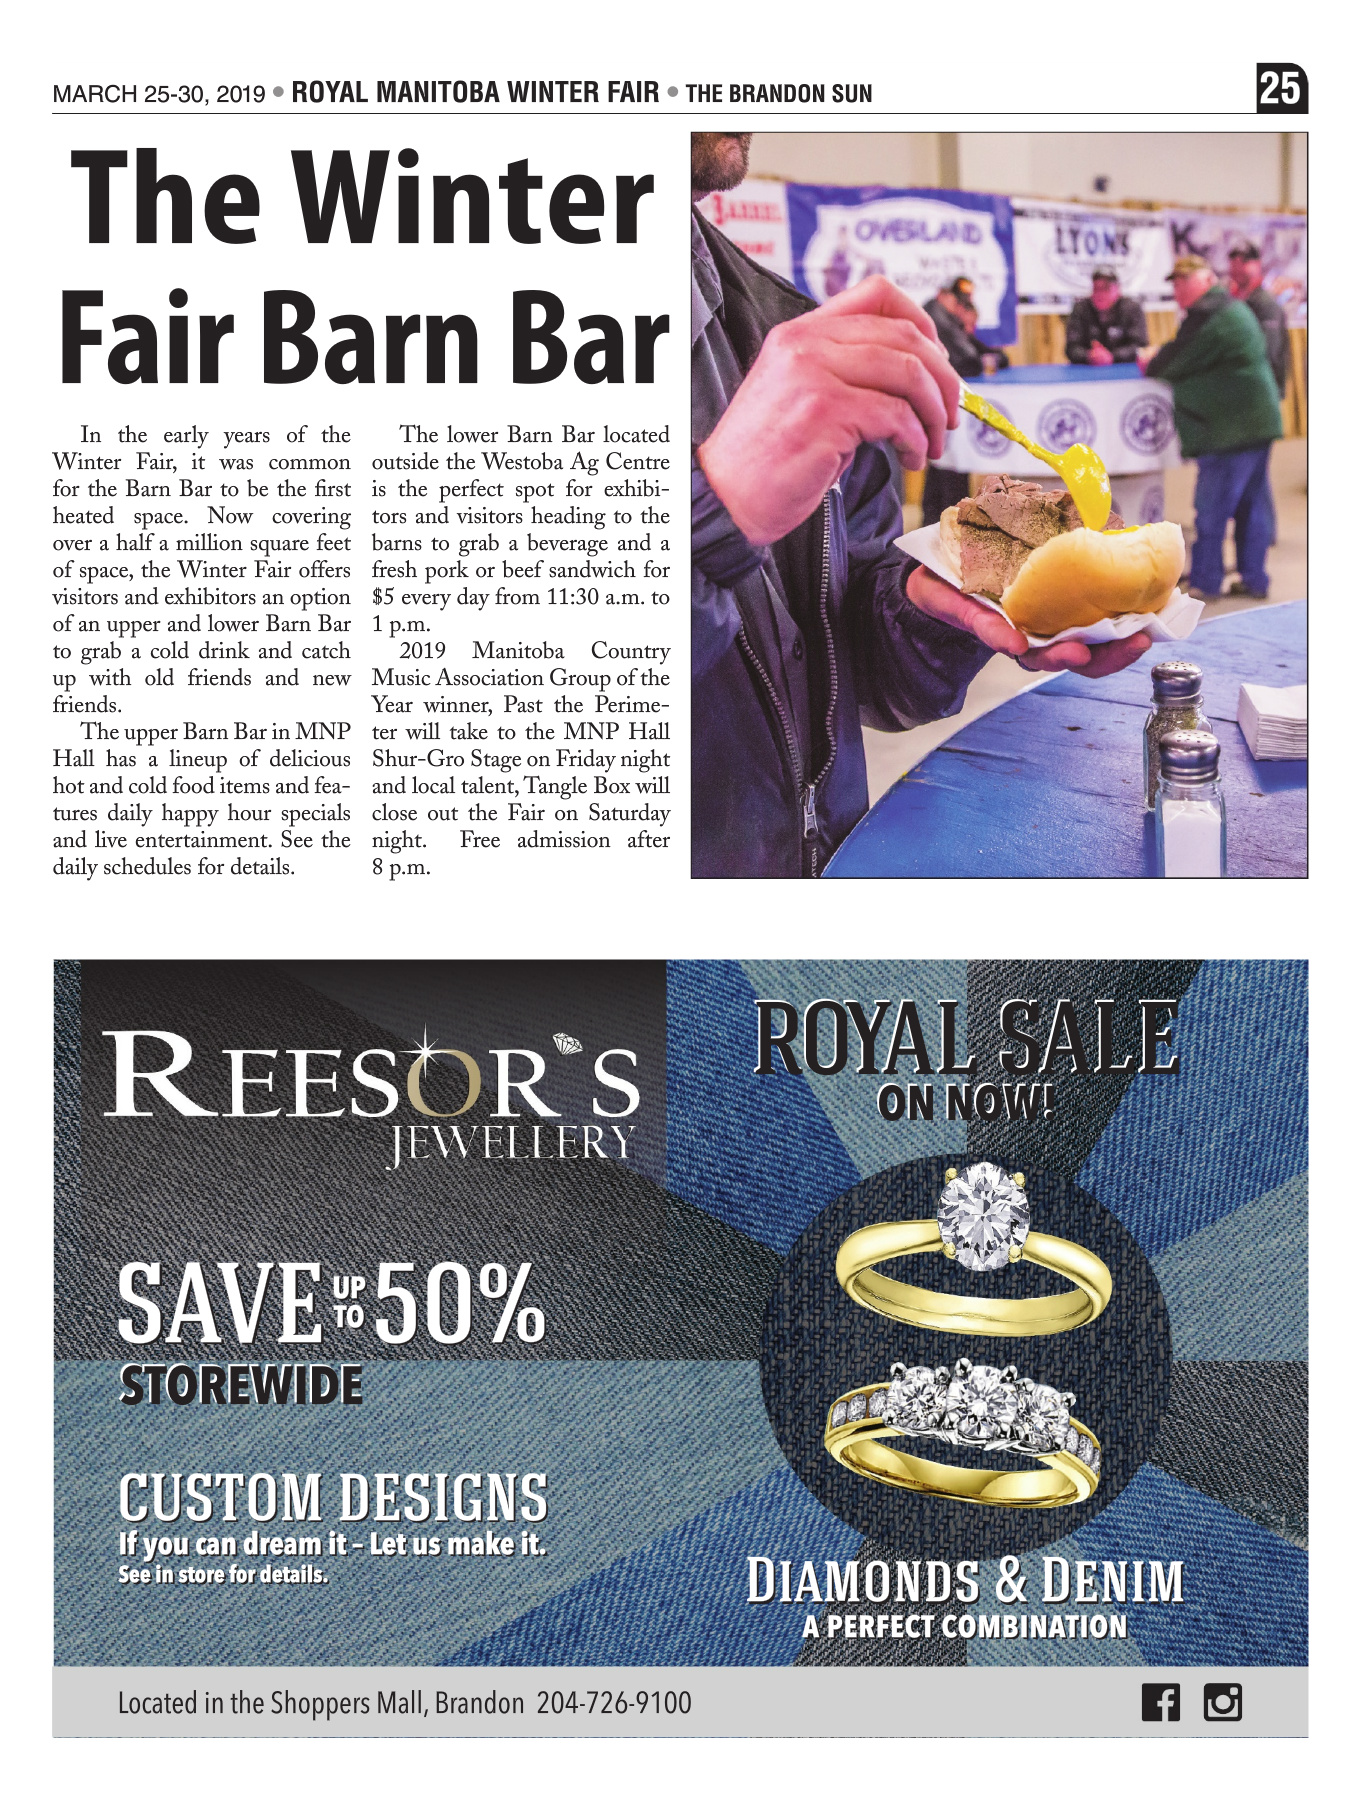 MARCH 25-30, 2019 • ROYAL MANITOBA WINTER FAIR • THE BRANDON SUN
25
The Winter
Fair Barn Bar
In the early years of the
Winter Fair, it was common
for the Barn Bar to be the first
heated space. Now covering
over a half a million square feet
of space, the Winter Fair offers
visitors and exhibitors an option
of an upper and lower Barn Bar
to grab a cold drink and catch
up with old friends and new
friends.
The upper Barn Bar in MNP
Hall has a lineup of delicious
hot and cold food items and fea-
tures daily happy hour specials
and live entertainment. See the
daily schedules for details.
The lower Barn Bar located
outside the Westoba Ag Centre
is the perfect spot for exhibi-
tors and visitors heading to the
barns to grab a beverage and a
fresh pork or beef sandwich for
$5 every day from 11:30 a.m. to
1 p.m.
2019 Manitoba Country
Music Association Group of the
Year winner, Past the Perime-
ter will take to the MNP Hall
Shur-Gro Stage on Friday night
and local talent, Tangle Box will
close out the Fair on Saturday
night. Free admission after
8 p.m.
BARREL
OVERLAND
LYONS
REESOR'S
JEWELLERY
SAVE UP TO 50%
STOREWIDE
CUSTOM DESIGNS
If you can dream it – Let us make it.
See in store for details.
ROYAL SALE
ON NOW!
DIAMONDS & DENIM
A PERFECT COMBINATION
Located in the Shoppers Mall, Brandon 204-726-9100